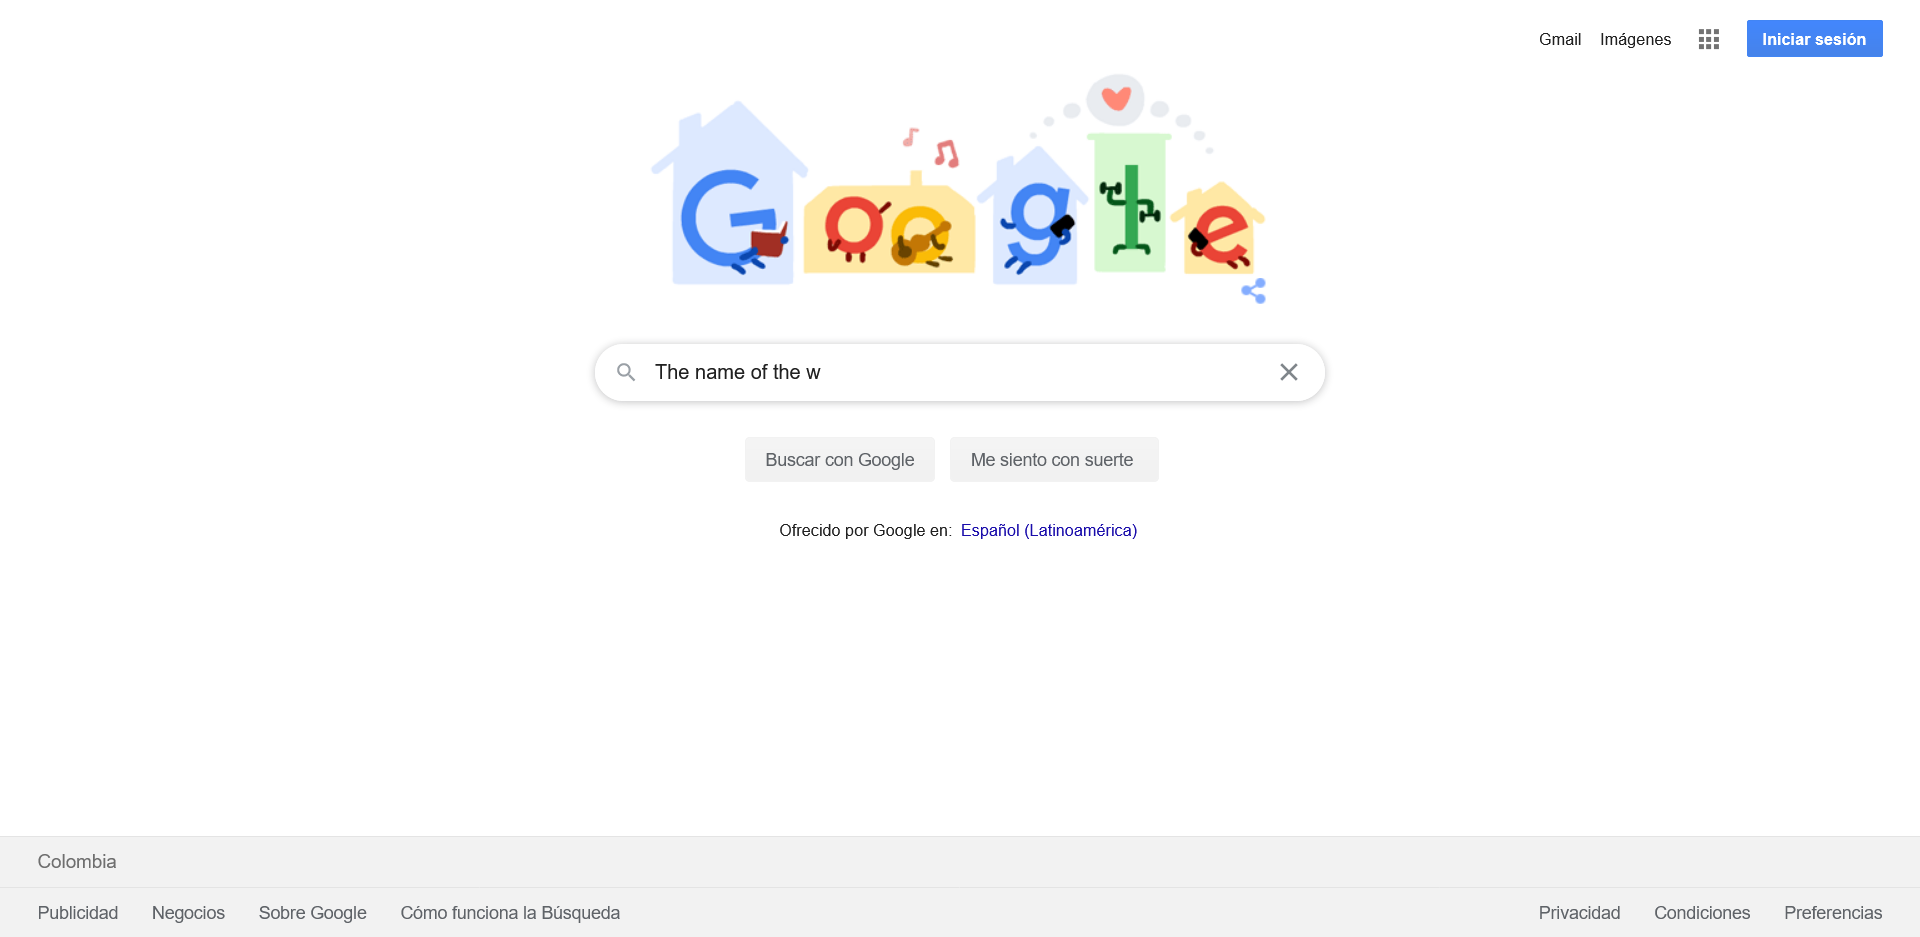 Gmail Imágenes Iniciar sesión
Google
The name of the w
Buscar con Google Me siento con suerte
Ofrecido por Google en: Español (Latinoamérica)
Colombia
Publicidad Negocios Sobre Google Cómo funciona la Búsqueda Privacidad Condiciones Preferencias